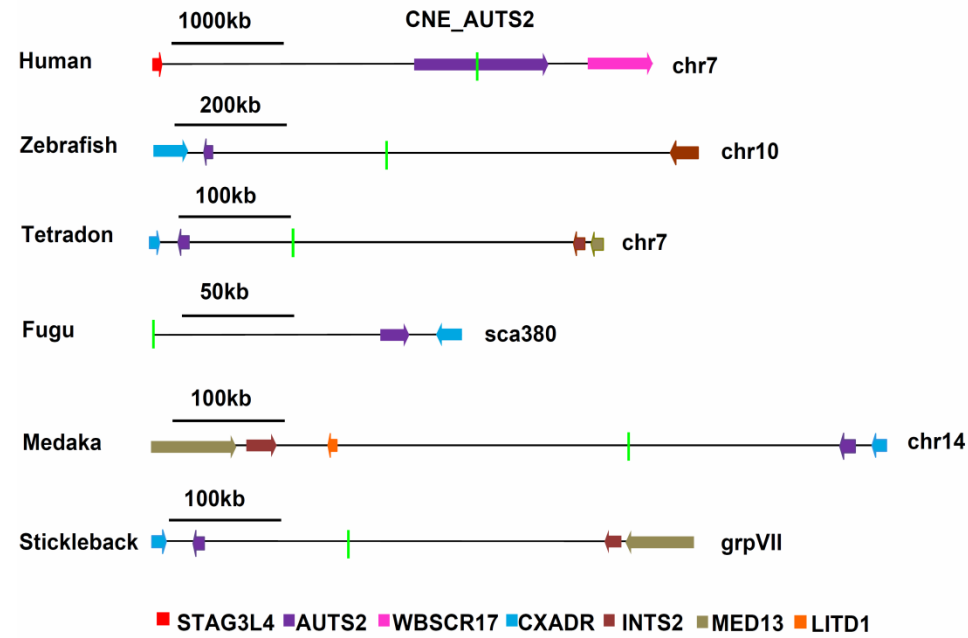 1000kb
CNE_AUTS2
Human
chr7
200kb
Zebrafish
chr10
100kb
Tetradon
chr7
50kb
Fugu
sca380
100kb
Medaka
chr14
100kb
Stickleback
grpVII
STAG3L4 AUTS2 WBSCR17 CXADR INTS2 MED13 LITD1